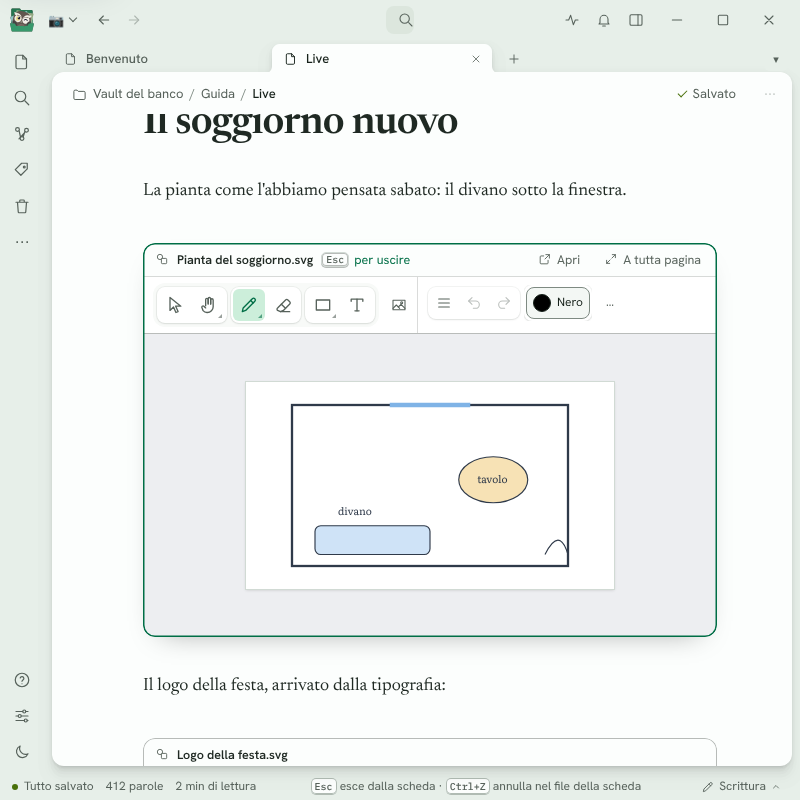 Benvenuto
Live
Vault del banco / Guida / Live
Salvato
Il soggiorno nuovo
La pianta come l'abbiamo pensata sabato: il divano sotto la finestra.
Pianta del soggiorno.svg Esc per uscire Apri A tutta pagina
Nero
tavolo
divano
Il logo della festa, arrivato dalla tipografia:
Logo della festa.svg
Tutto salvato 412 parole 2 min di lettura Esc esce dalla scheda · Ctrl+Z annulla nel file della scheda Scrittura